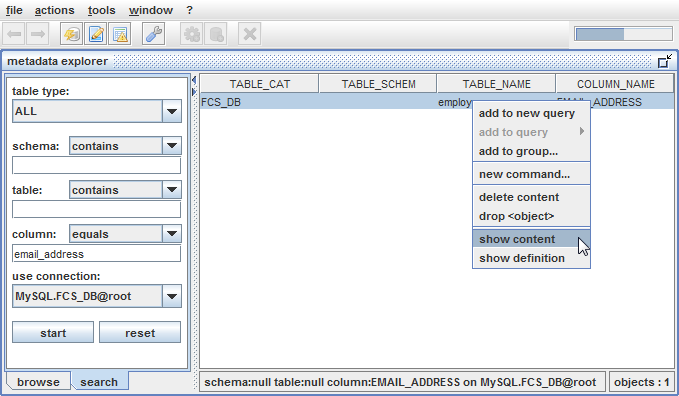 file actions tools window ?
metadata explorer
table type:
ALL
schema: contains
table: contains
column: equals
email_address
use connection:
MySQL.FCS_DB@root
start reset
browse search
TABLE_CAT TABLE_SCHEM TABLE_NAME COLUMN_NAME
FCS_DB employ _ADDRESS
add to new query
add to query
add to group...
new command...
delete content
drop <object>
show content
show definition
schema:null table:null column:EMAIL_ADDRESS on MySQL.FCS_DB@root objects : 1